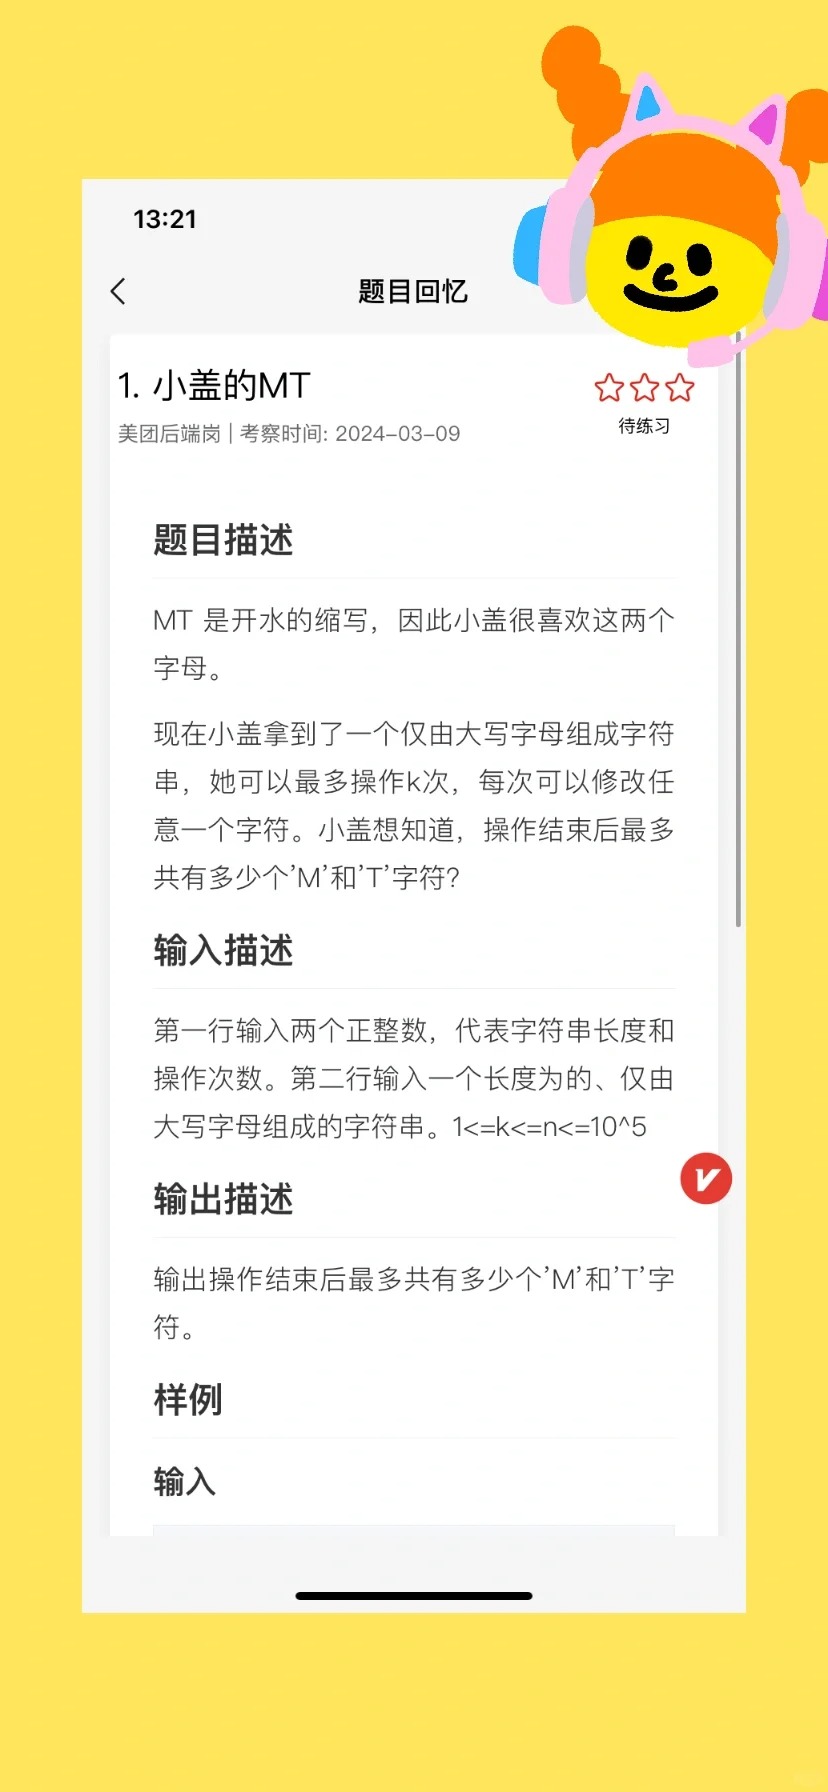 13:21
题目回忆
1. 小盖的MT
美团后端岗 | 考察时间: 2024-03-09
待练习
题目描述
MT 是开水的缩写，因此小盖很喜欢这两个
字母。
现在小盖拿到了一个仅由大写字母组成字符
串，她可以最多操作k次，每次可以修改任
意一个字符。小盖想知道，操作结束后最多
共有多少个'M'和'T'字符？
输入描述
第一行输入两个正整数，代表字符串长度和
操作次数。第二行输入一个长度为的、仅由
大写字母组成的字符串。1<=k<=n<=10^5
输出描述
输出操作结束后最多共有多少个'M'和'T'字
符。
样例
输入